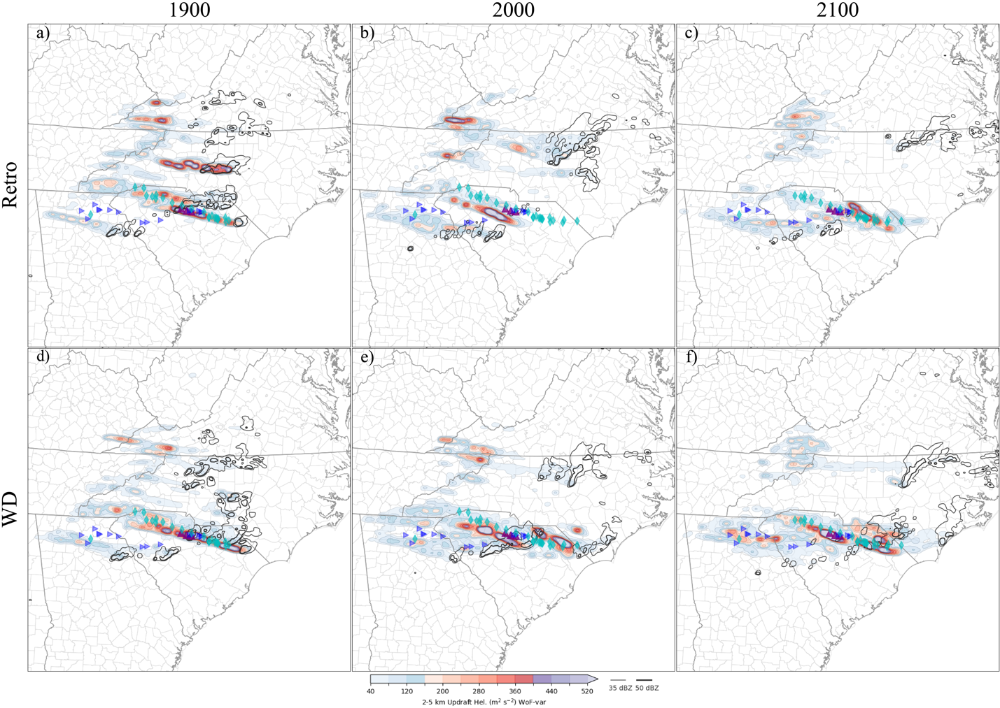 1900
2000
2100
Retro
a)
b)
c)
WD
d)
e)
f)
40 120 200 280 360 440 520
2-5 km Updraft Hel. (m² s⁻²) WoF-var
35 dBZ 50 dBZ